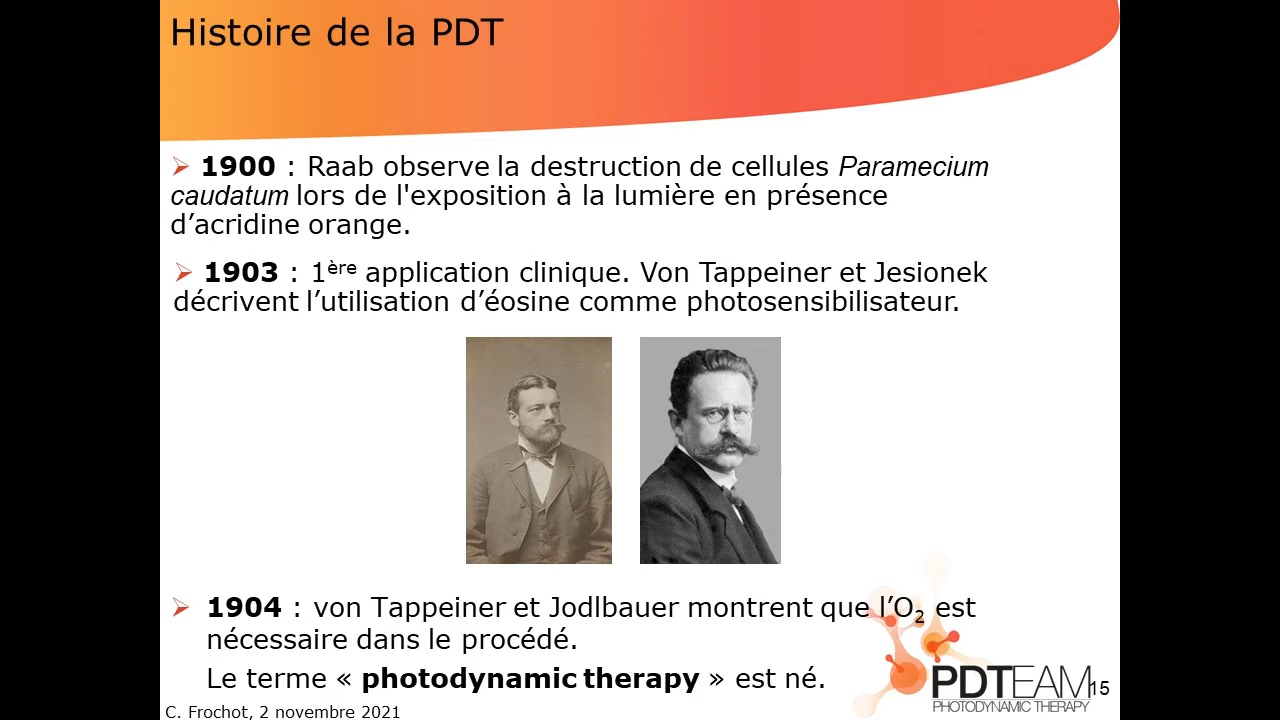 Histoire de la PDT
➢ 1900 : Raab observe la destruction de cellules Paramecium
caudatum lors de l'exposition à la lumière en présence
d’acridine orange.
➢ 1903 : 1ère application clinique. Von Tappeiner et Jesionek
décrivent l’utilisation d’éosine comme photosensibilisateur.
➢ 1904 : von Tappeiner et Jodlbauer montrent que l’O2 est
nécessaire dans le procédé.
Le terme « photodynamic therapy » est né.
PDTEAM
PHOTODYNAMIC THERAPY
15
C. Frochot, 2 novembre 2021